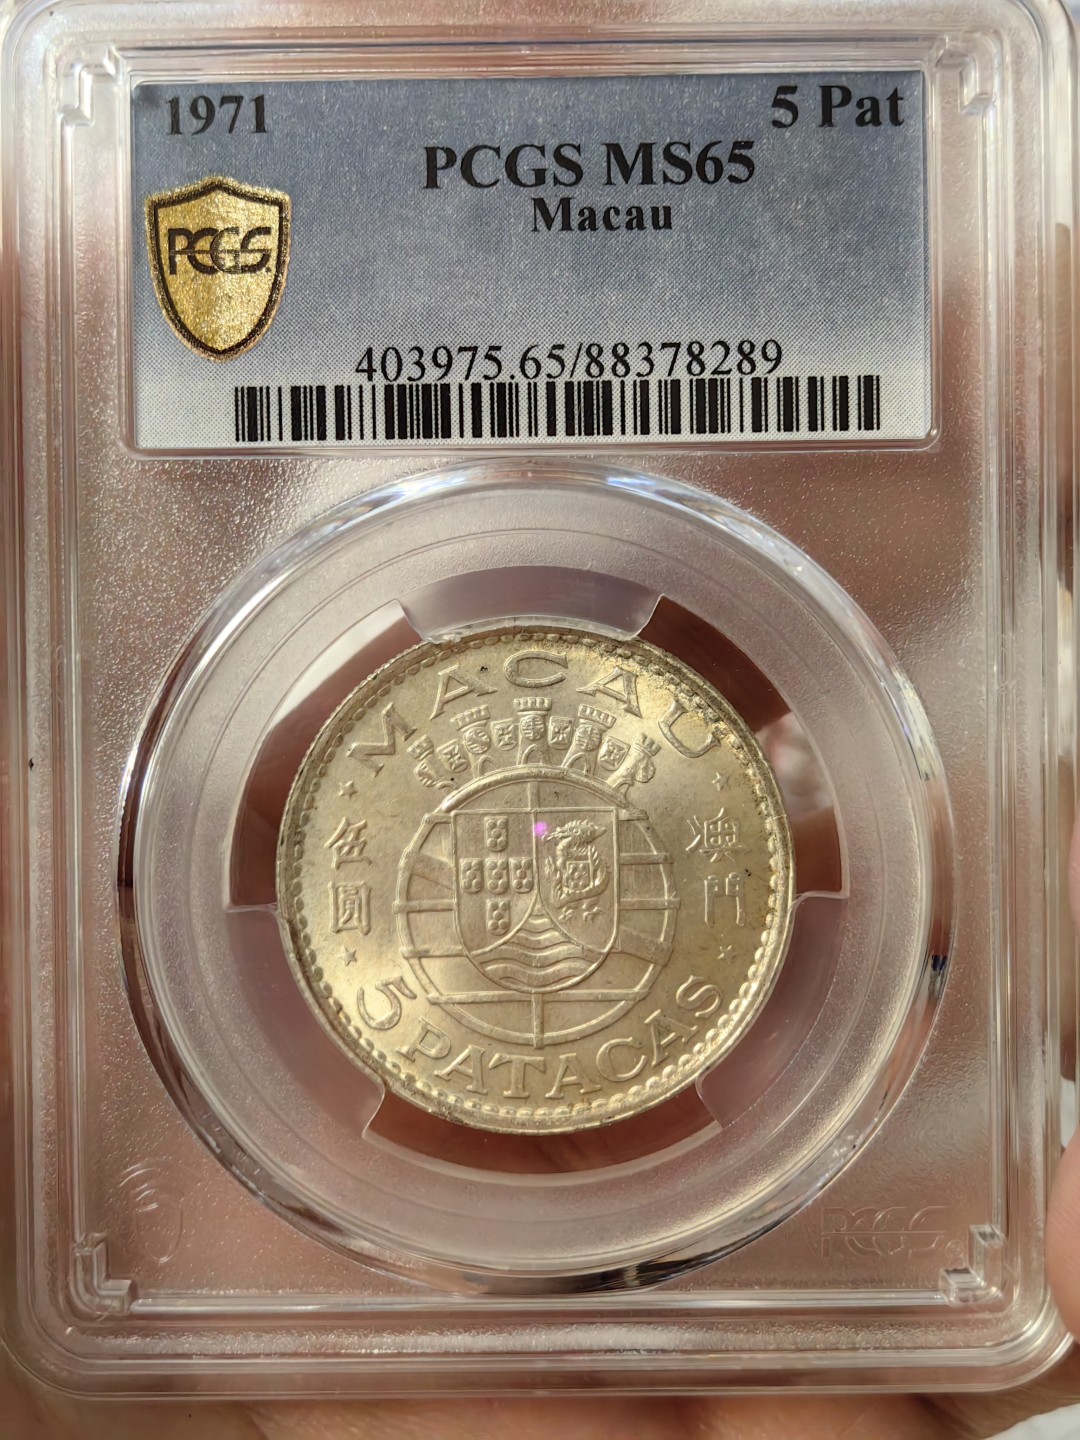 1971
5 Pat
PCGS MS65
Macau
PCGS
403975.65/88378289
MACAU
伍圓
澳門
5 PATACAS
PCGS